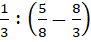 1/3 : (5/8 − 8/3)